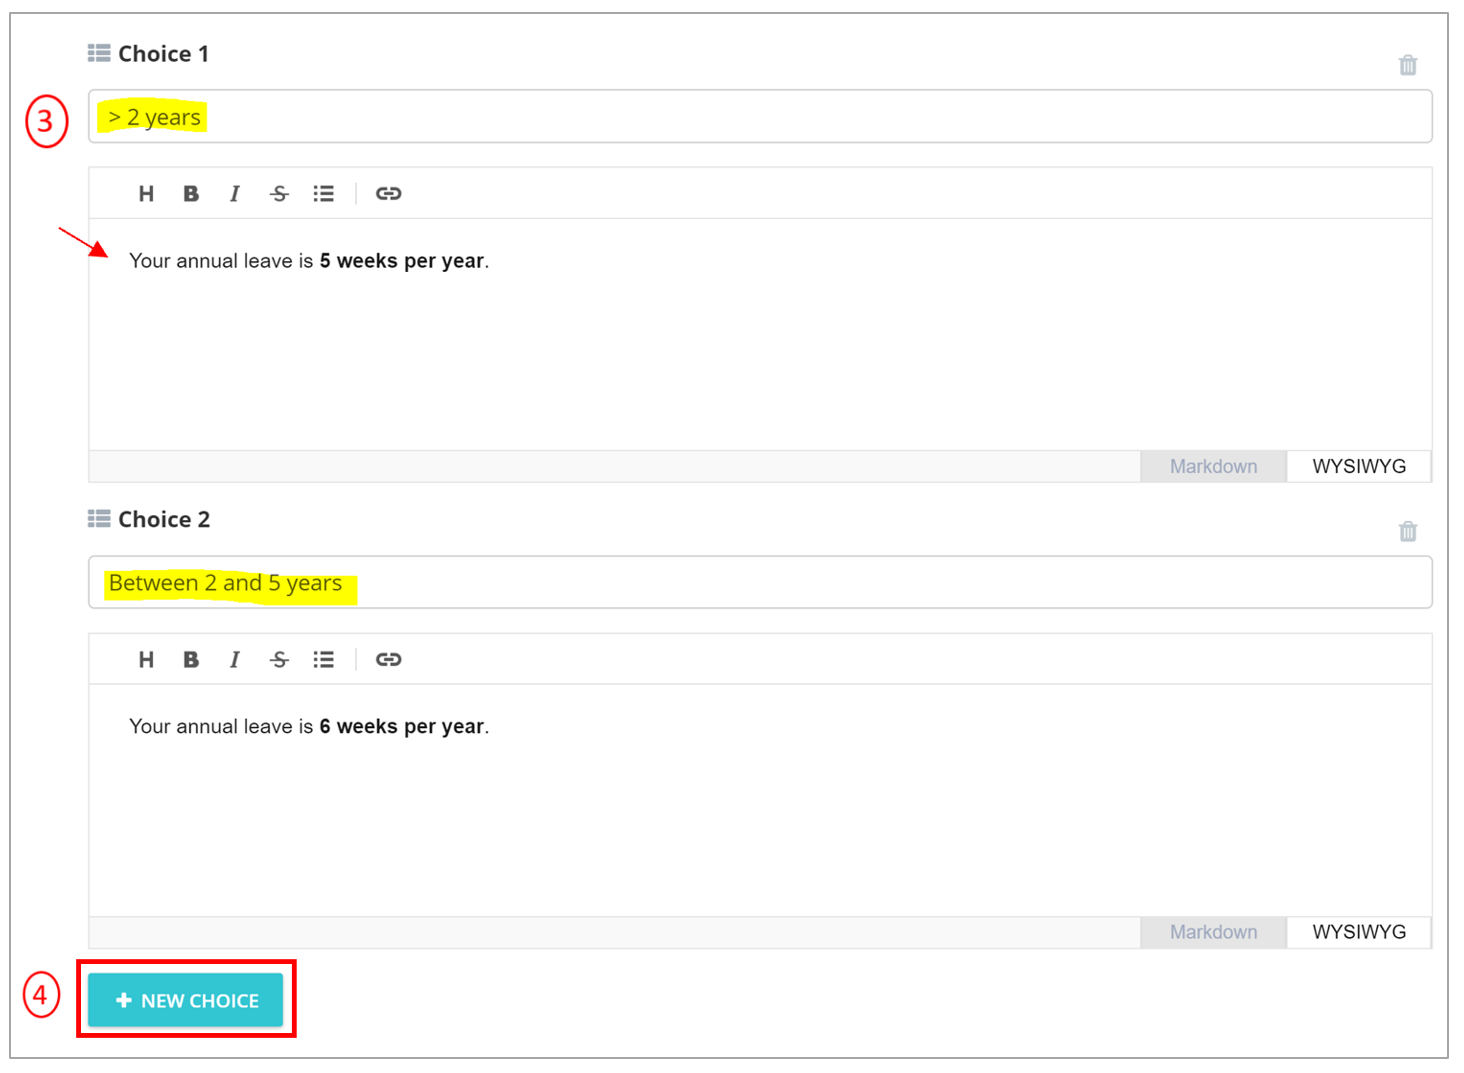 Choice 1
3
> 2 years
H B I S
Your annual leave is 5 weeks per year.
Markdown WYSIWYG
Choice 2
Between 2 and 5 years
H B I S
Your annual leave is 6 weeks per year.
Markdown WYSIWYG
4
+ NEW CHOICE